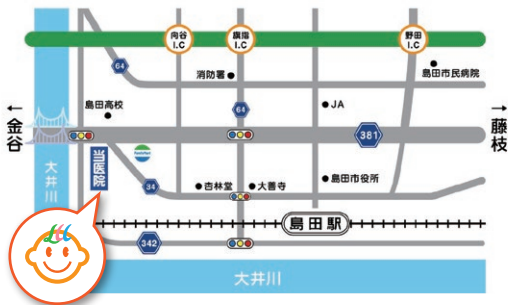 向谷
I.C
旗指
I.C
野田
I.C
64
消防署
島田市民病院
島田高校
64
JA
←
金谷
→
藤枝
381
当医院
FamilyMart
大井川
34
杏林堂
大善寺
島田市役所
島田駅
342
大井川